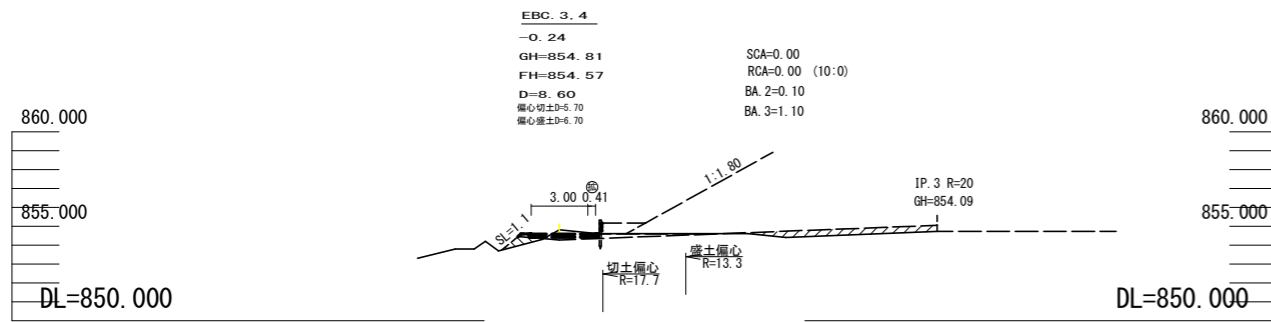 EBC. 3, 4
-0. 24
GH=854. 81
FH=854. 57
D=8. 60
偏心切土D=5.70
偏心盛土D=6.70
SCA=0.00
RCA=0.00 (10:0)
BA. 2=0.10
BA. 3=1.10
860. 000
860. 000
1:1. 80
3.00 0.41
IP. 3 R=20
GH=854. 09
855. 000
855. 000
SL=1. 1
盛土偏心
R=13.3
切土偏心
R=17.7
DL=850. 000
DL=850. 000